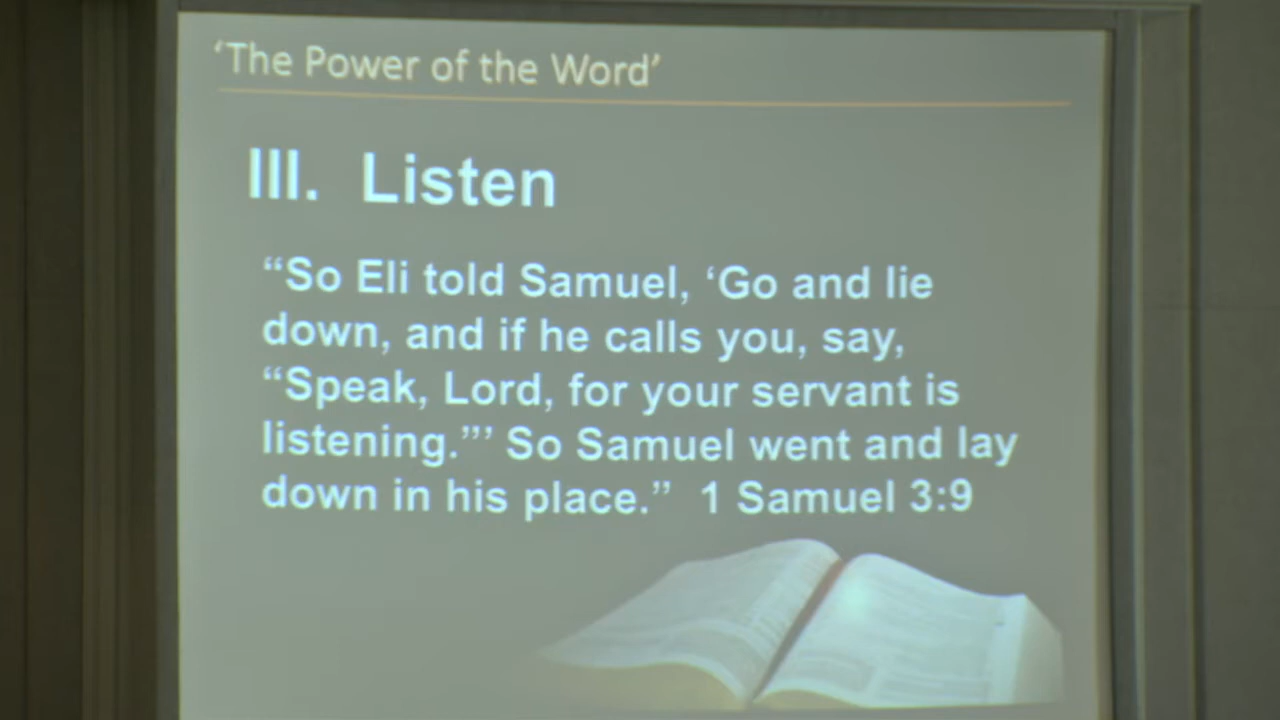 ‘The Power of the Word’
III. Listen
“So Eli told Samuel, ‘Go and lie
down, and if he calls you, say,
“Speak, Lord, for your servant is
listening.”’ So Samuel went and lay
down in his place.” 1 Samuel 3:9